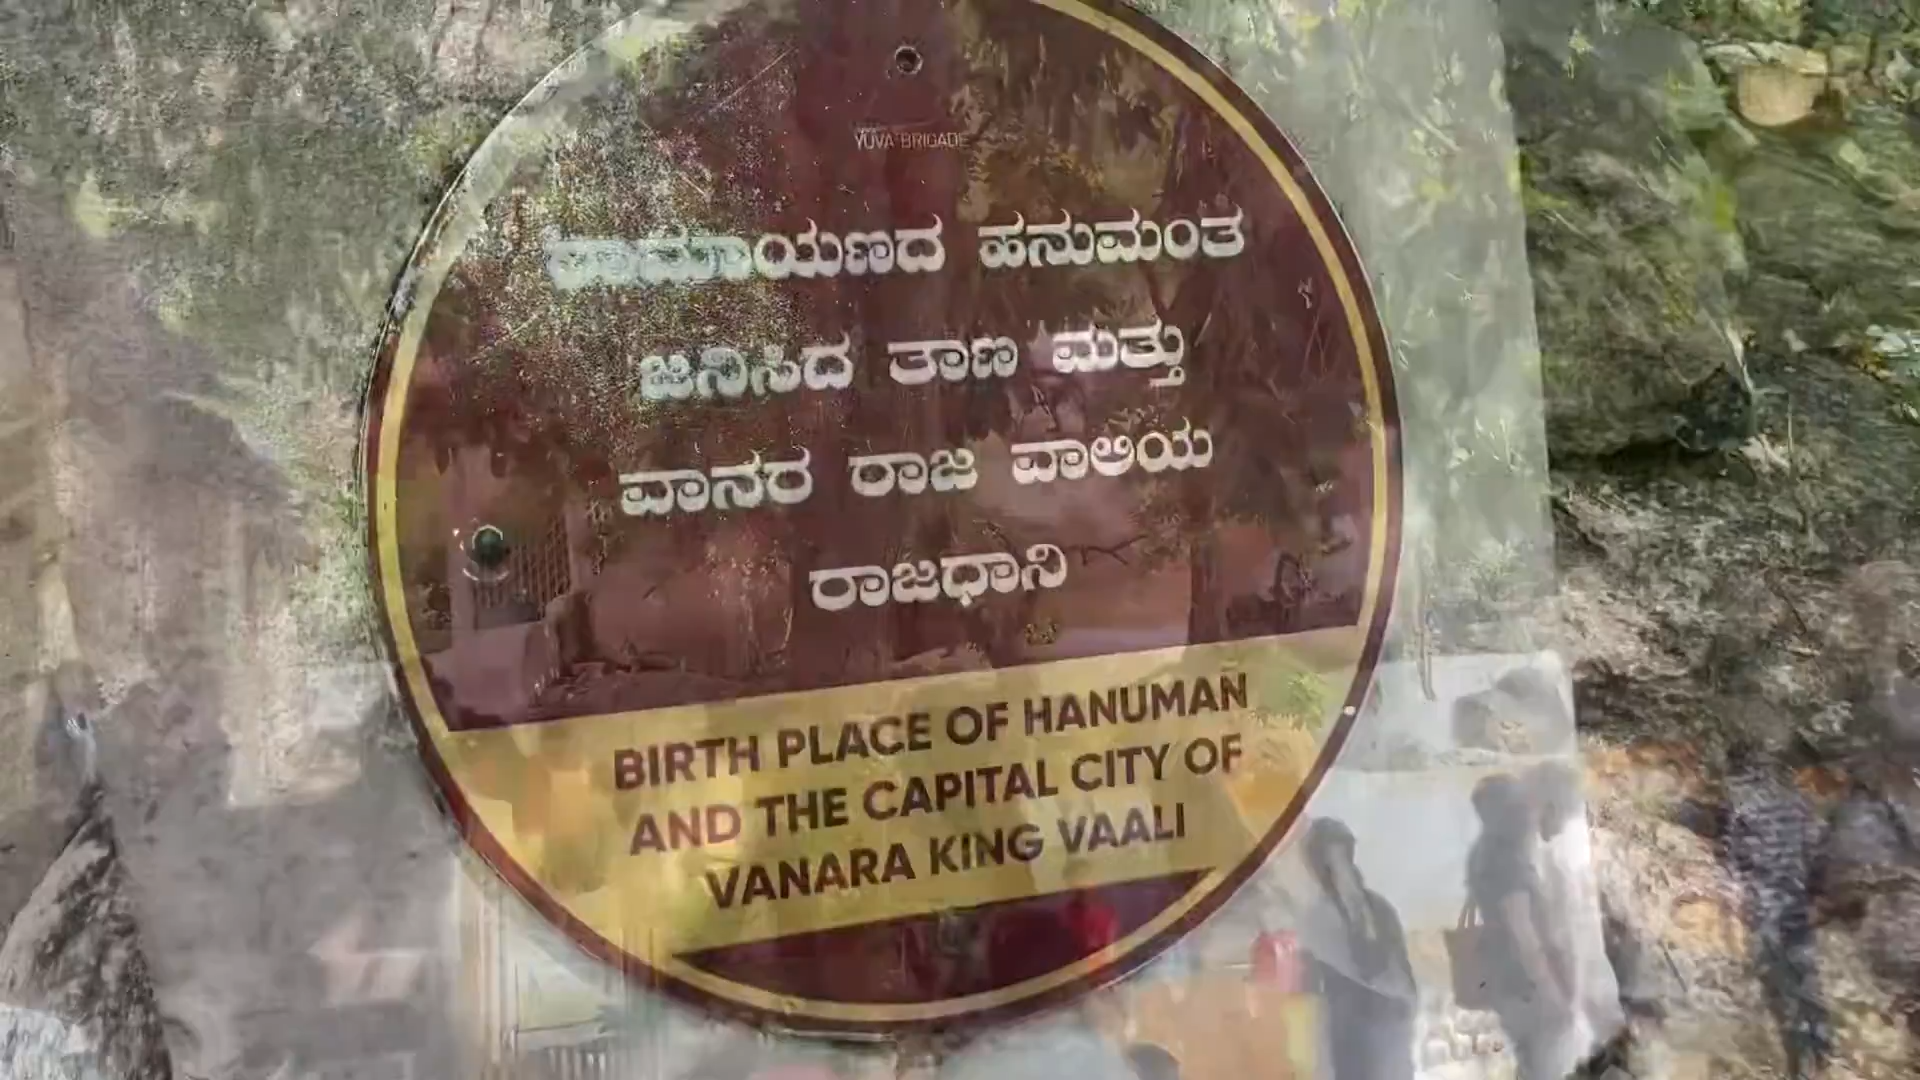 YUVA BRIGADE
ರಾಮಾಯಣದ ಹನುಮಂತ
ಜನಿಸಿದ ತಾಣ ಮತ್ತು
ವಾನರ ರಾಜ ವಾಲಿಯ
ರಾಜಧಾನಿ
BIRTH PLACE OF HANUMAN
AND THE CAPITAL CITY OF
VANARA KING VAALI